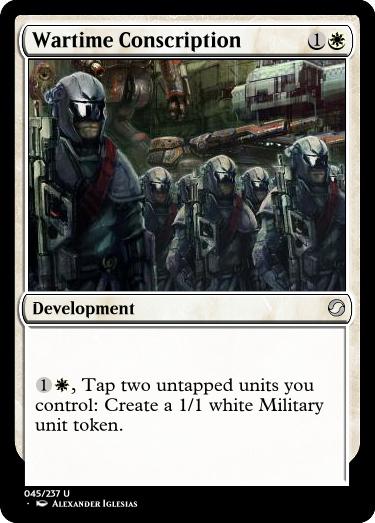 Wartime Conscription 1
Development
1, Tap two untapped units you
control: Create a 1/1 white Military
unit token.
045/237 U
· Alexander Iglesias